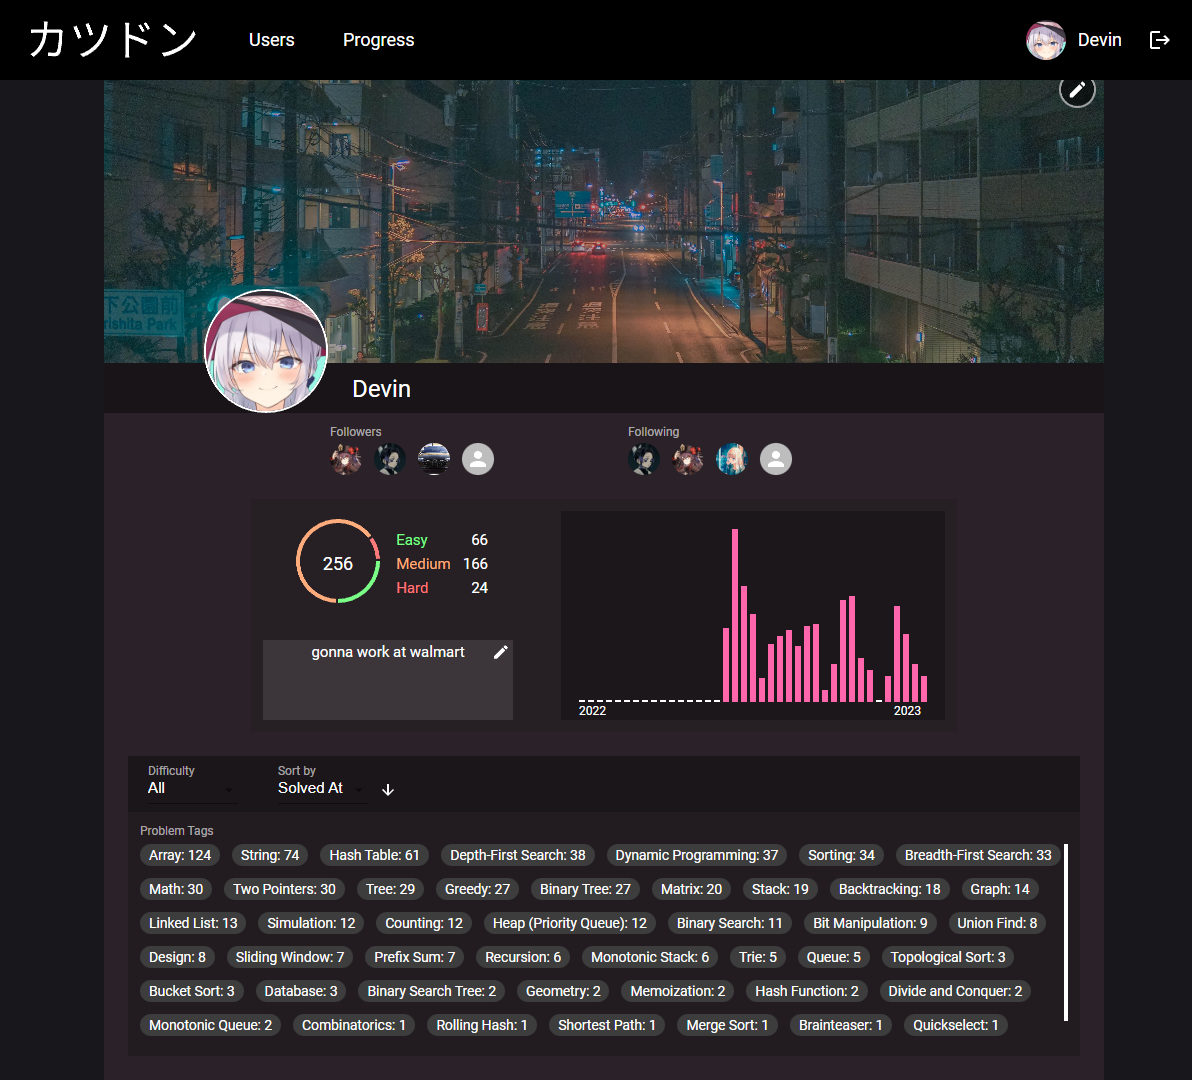 カツドン Users Progress Devin
下公園前
rishita Park
Devin
Followers Following
256
Easy 66
Medium 166
Hard 24
gonna work at walmart
2022 2023
Difficulty Sort by
All Solved At
Problem Tags
Array: 124 String: 74 Hash Table: 61 Depth-First Search: 38 Dynamic Programming: 37 Sorting: 34 Breadth-First Search: 33
Math: 30 Two Pointers: 30 Tree: 29 Greedy: 27 Binary Tree: 27 Matrix: 20 Stack: 19 Backtracking: 18 Graph: 14
Linked List: 13 Simulation: 12 Counting: 12 Heap (Priority Queue): 12 Binary Search: 11 Bit Manipulation: 9 Union Find: 8
Design: 8 Sliding Window: 7 Prefix Sum: 7 Recursion: 6 Monotonic Stack: 6 Trie: 5 Queue: 5 Topological Sort: 3
Bucket Sort: 3 Database: 3 Binary Search Tree: 2 Geometry: 2 Memoization: 2 Hash Function: 2 Divide and Conquer: 2
Monotonic Queue: 2 Combinatorics: 1 Rolling Hash: 1 Shortest Path: 1 Merge Sort: 1 Brainteaser: 1 Quickselect: 1